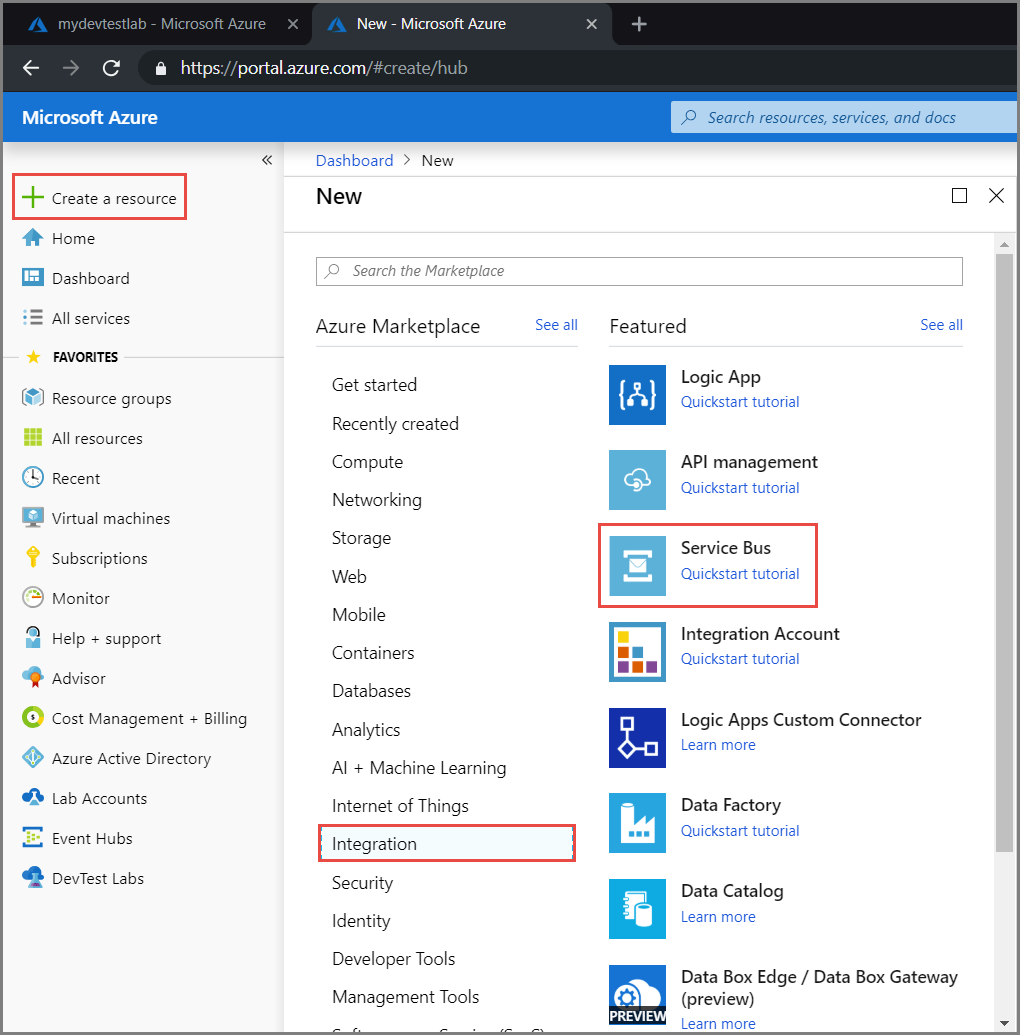 mydevtestlab - Microsoft Azure
New - Microsoft Azure
https://portal.azure.com/#create/hub
Microsoft Azure
Search resources, services, and docs
Create a resource
Home
Dashboard
All services
FAVORITES
Resource groups
All resources
Recent
Virtual machines
Subscriptions
Monitor
Help + support
Advisor
Cost Management + Billing
Azure Active Directory
Lab Accounts
Event Hubs
DevTest Labs
Dashboard > New
New
Search the Marketplace
Azure Marketplace See all
Get started
Recently created
Compute
Networking
Storage
Web
Mobile
Containers
Databases
Analytics
AI + Machine Learning
Internet of Things
Integration
Security
Identity
Developer Tools
Management Tools
Featured See all
Logic App
Quickstart tutorial
API management
Quickstart tutorial
Service Bus
Quickstart tutorial
Integration Account
Quickstart tutorial
Logic Apps Custom Connector
Learn more
Data Factory
Quickstart tutorial
Data Catalog
Learn more
PREVIEW
Data Box Edge / Data Box Gateway
(preview)
Learn more